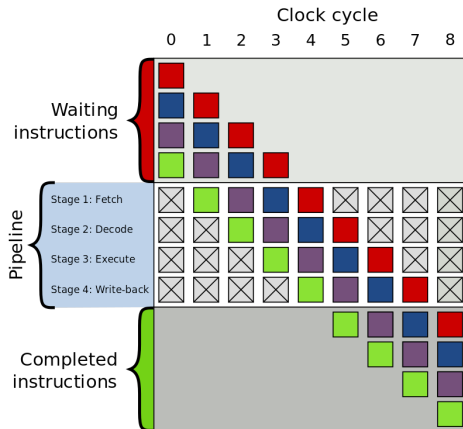 Clock cycle
0 1 2 3 4 5 6 7 8
Waiting
instructions
Pipeline
Stage 1: Fetch
Stage 2: Decode
Stage 3: Execute
Stage 4: Write-back
Completed
instructions